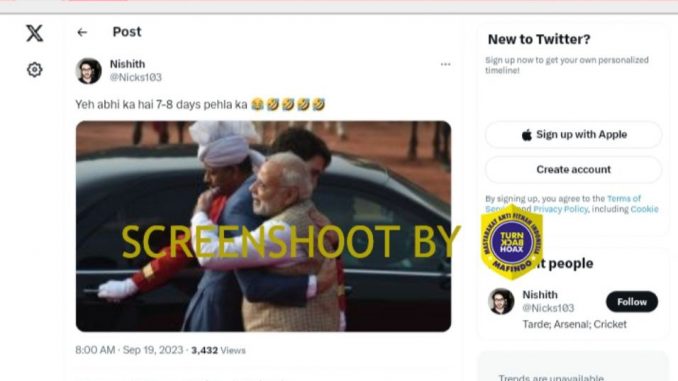 Post
Nishith
@Nicks103
Yeh abhi ka hai 7-8 days pehla ka 😂🤣🤣🤣🤣
SCREENSHOOT BY
MASYARAKAT ANTI FITNAH INDONESIA
TURN
BACK
HOAX
MAFINDO
8:00 AM · Sep 19, 2023 · 3,432 Views
New to Twitter?
Sign up now to get your own personalized
timeline!
Sign up with Apple
Create account
By signing up, you agree to the Terms of
and Privacy Policy, including Cookie
people
Nishith
@Nicks103
Follow
Tarde; Arsenal; Cricket
Trends are unavailable.